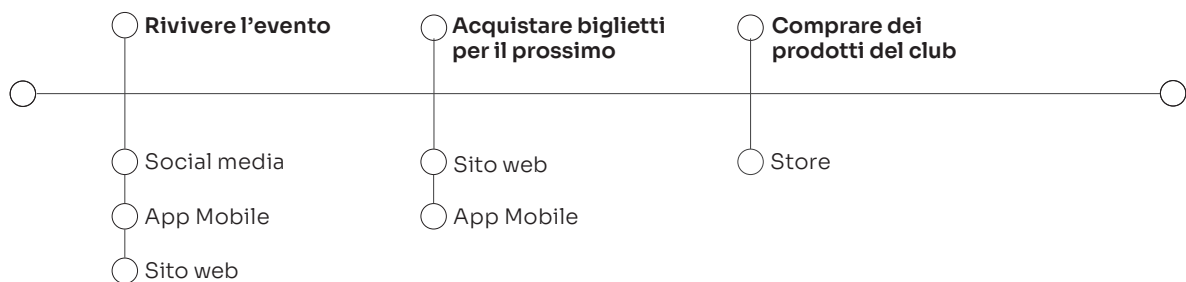 Rivivere l’evento
Acquistare biglietti
per il prossimo
Comprare dei
prodotti del club
Social media
App Mobile
Sito web
Sito web
App Mobile
Store